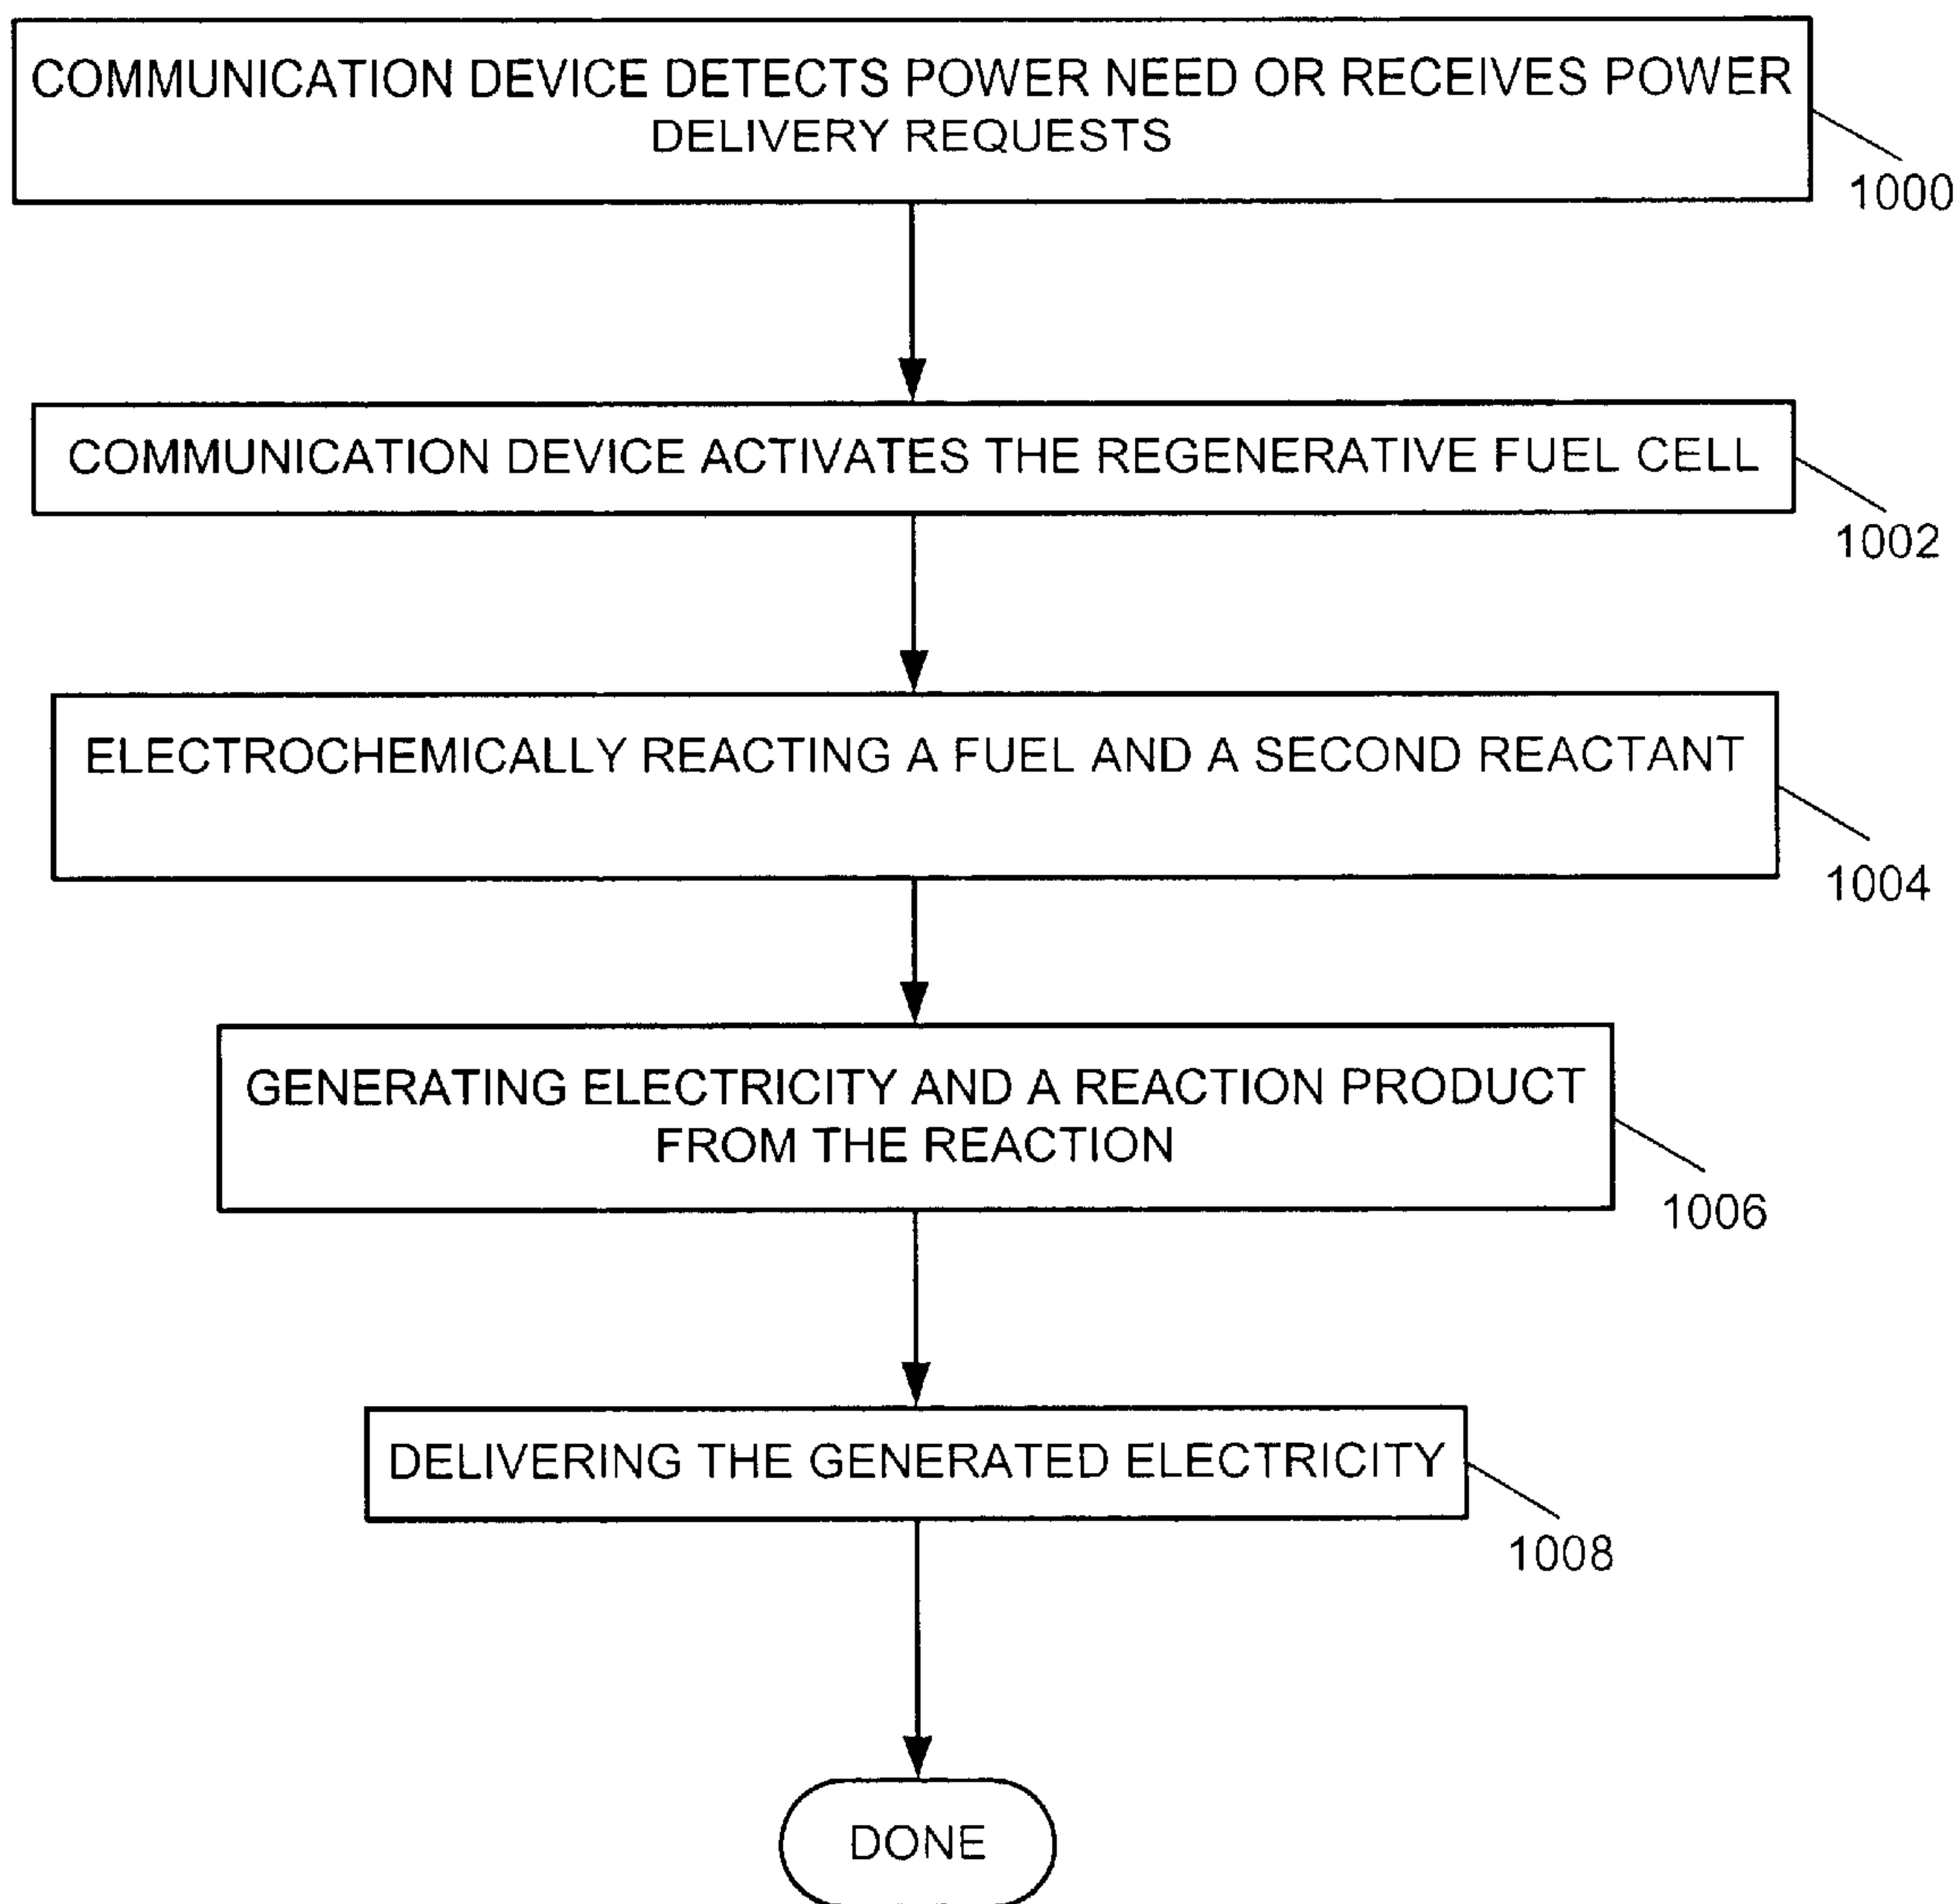 COMMUNICATION DEVICE DETECTS POWER NEED OR RECEIVES POWER
DELIVERY REQUESTS
1000
COMMUNICATION DEVICE ACTIVATES THE REGENERATIVE FUEL CELL
1002
ELECTROCHEMICALLY REACTING A FUEL AND A SECOND REACTANT
1004
GENERATING ELECTRICITY AND A REACTION PRODUCT
FROM THE REACTION
1006
DELIVERING THE GENERATED ELECTRICITY
1008
DONE